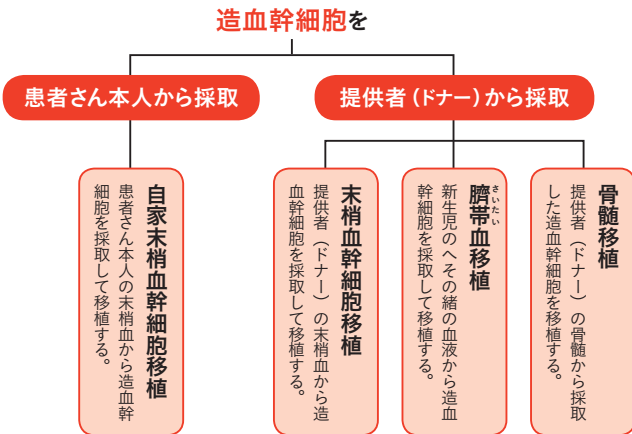 造血幹細胞を
患者さん本人から採取
提供者（ドナー）から採取
自家末梢血幹細胞移植
患者さん本人の末梢血から造血幹
細胞を採取して移植する。
末梢血幹細胞移植
提供者（ドナー）の末梢血から造
血幹細胞を採取して移植する。
さいたい
臍帯血移植
新生児のへその緒の血液から造血
幹細胞を採取して移植する。
骨髄移植
提供者（ドナー）の骨髄から採取
した造血幹細胞を移植する。